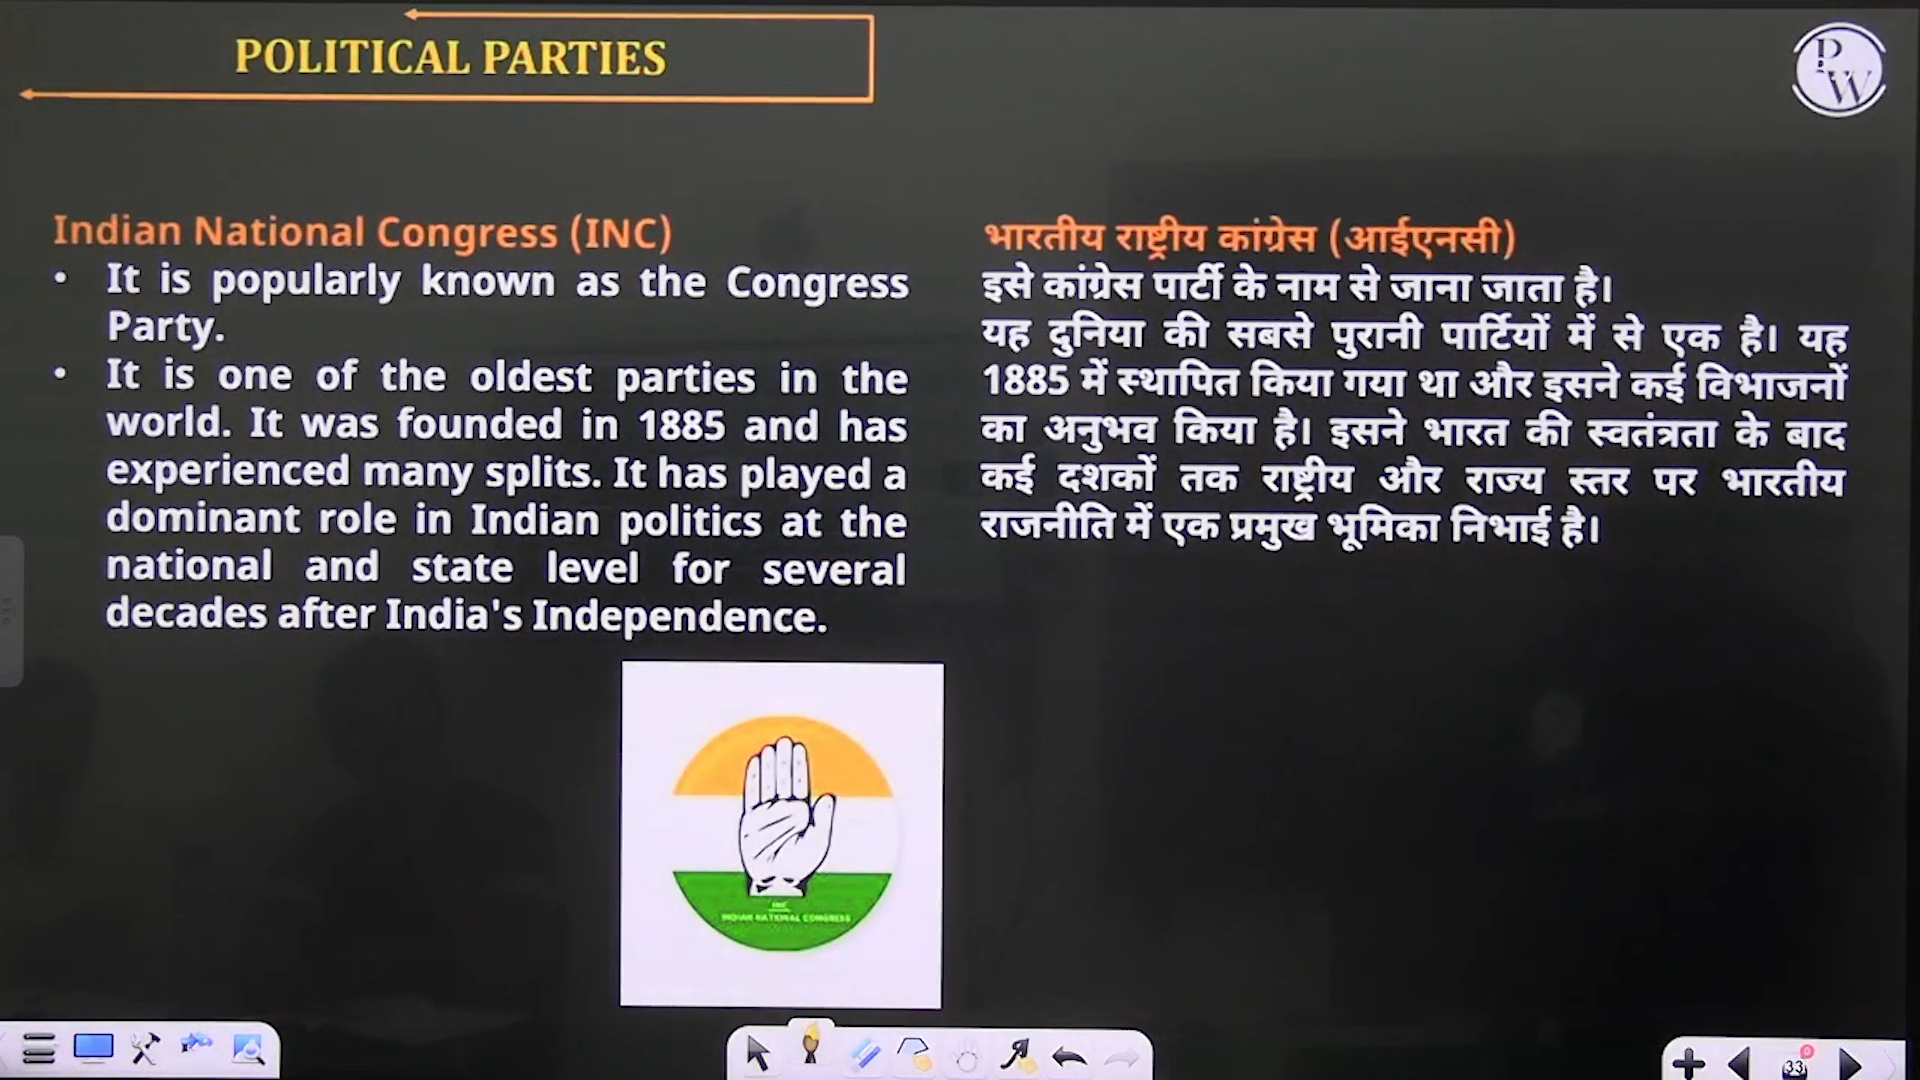 POLITICAL PARTIES
PW
Indian National Congress (INC)
• It is popularly known as the Congress
Party.
• It is one of the oldest parties in the
world. It was founded in 1885 and has
experienced many splits. It has played a
dominant role in Indian politics at the
national and state level for several
decades after India's Independence.
भारतीय राष्ट्रीय कांग्रेस (आईएनसी)
इसे कांग्रेस पार्टी के नाम से जाना जाता है।
यह दुनिया की सबसे पुरानी पार्टियों में से एक है। यह
1885 में स्थापित किया गया था और इसने कई विभाजनों
का अनुभव किया है। इसने भारत की स्वतंत्रता के बाद
कई दशकों तक राष्ट्रीय और राज्य स्तर पर भारतीय
राजनीति में एक प्रमुख भूमिका निभाई है।
INC
INDIAN NATIONAL CONGRESS
33
0